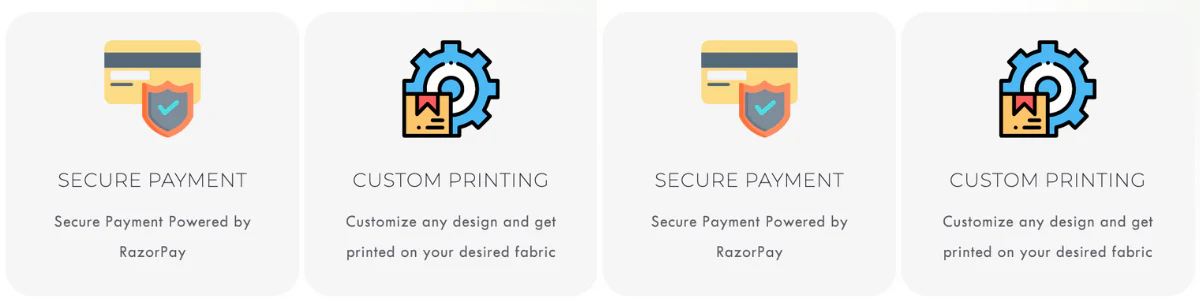 SECURE PAYMENT
Secure Payment Powered by
RazorPay
CUSTOM PRINTING
Customize any design and get
printed on your desired fabric
SECURE PAYMENT
Secure Payment Powered by
RazorPay
CUSTOM PRINTING
Customize any design and get
printed on your desired fabric